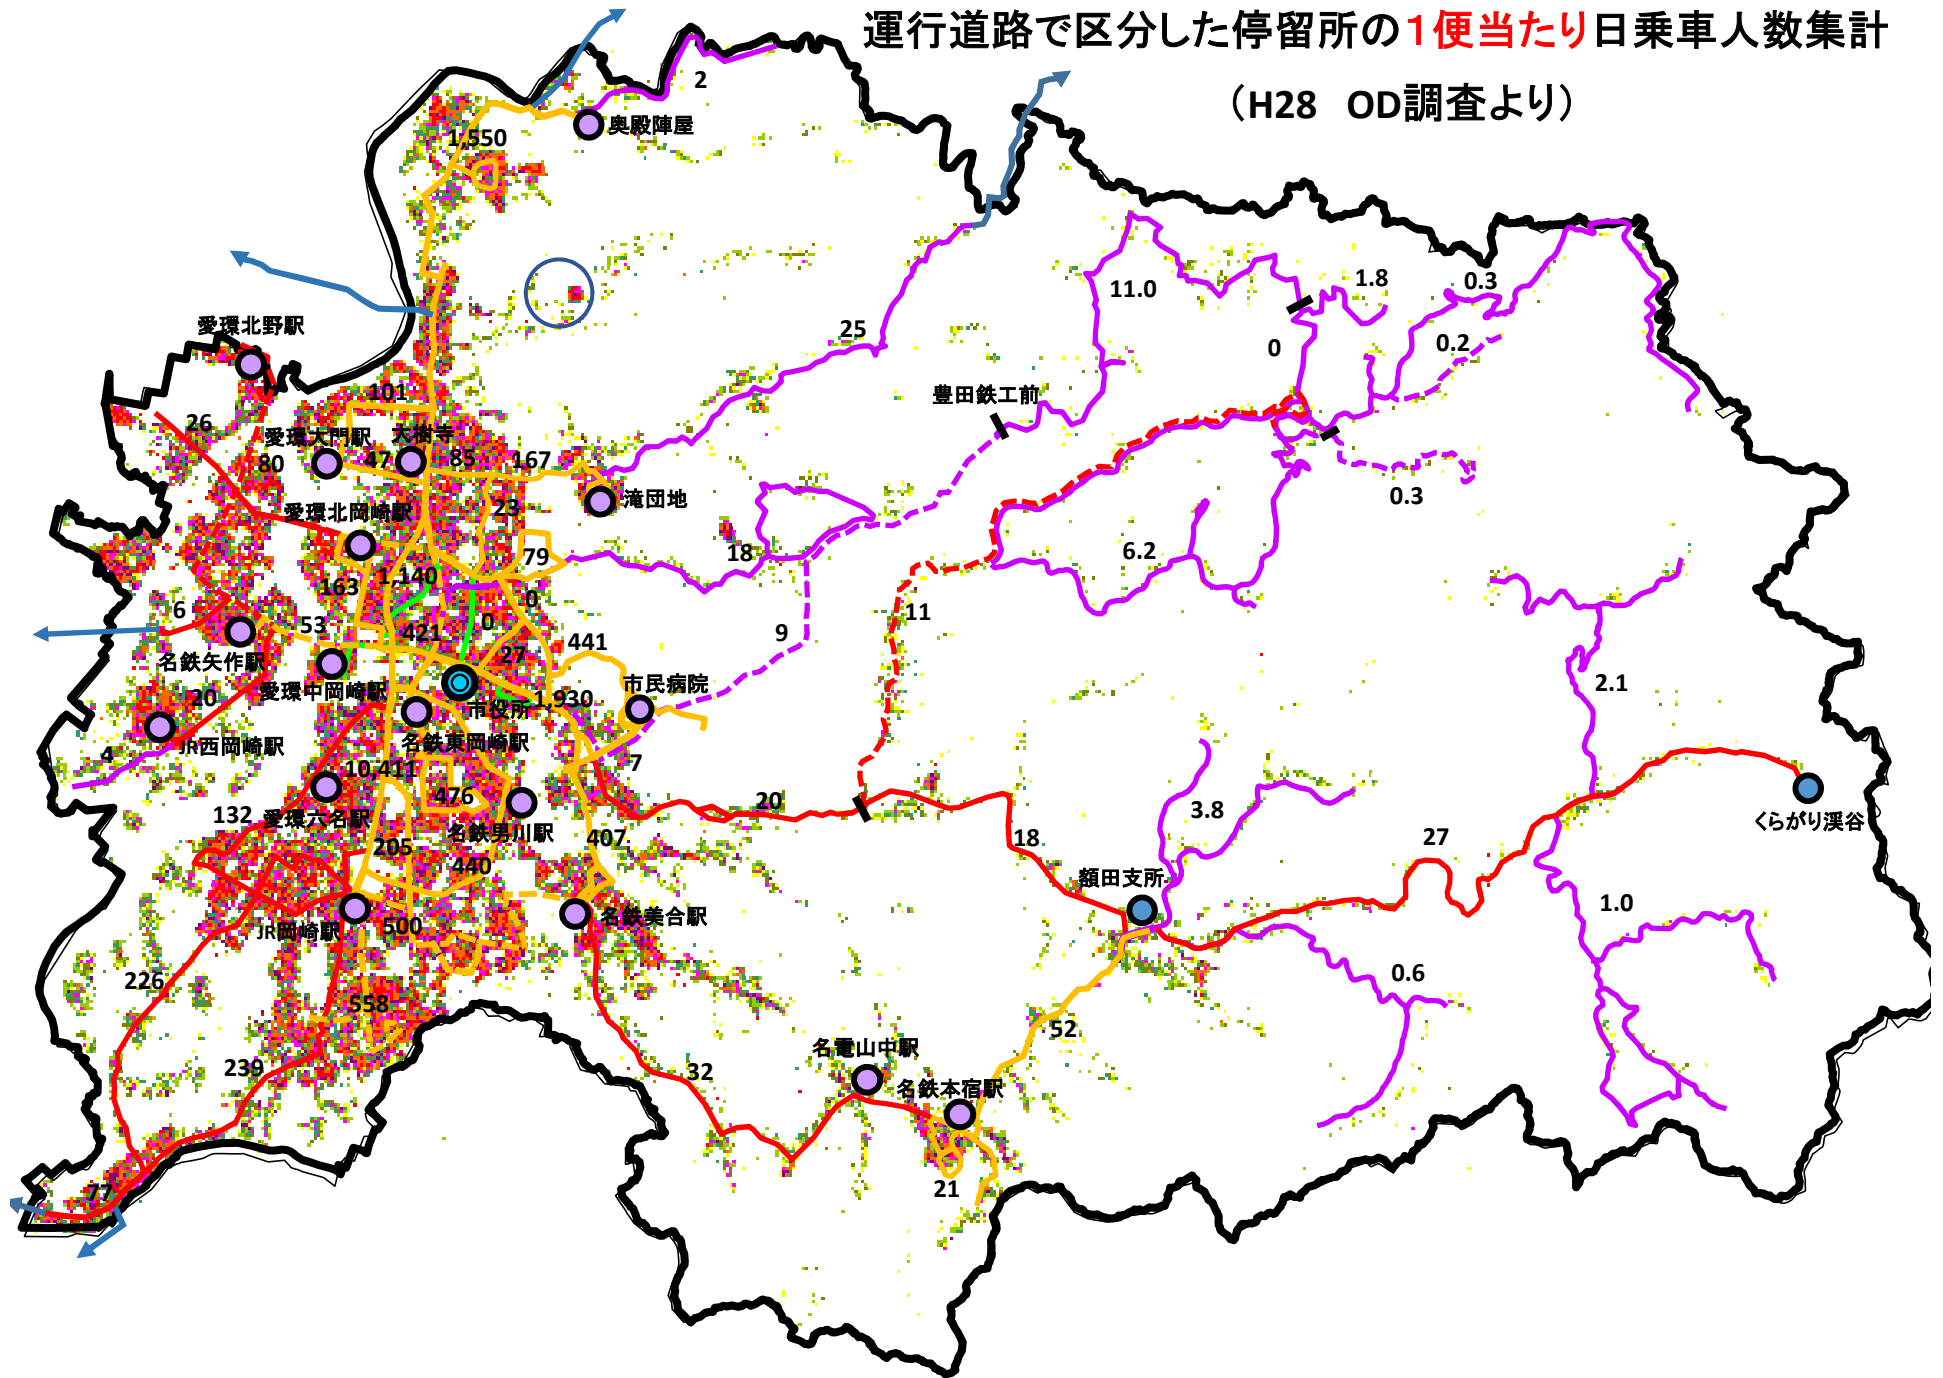 運行道路で区分した停留所の1便当たり日乗車人数集計
（H28　OD調査より）
2
奥殿陣屋
1,550
11.0
1.8
0.3
愛環北野駅
25
0
0.2
101
豊田鉄工前
26
愛環大門駅
大樹寺
80
47
85
167
滝団地
0.3
23
愛環北岡崎駅
18
79
6.2
163
1,140
0
6
53
421
0
11
9
441
27
名鉄矢作駅
愛環中岡崎駅
20
市民病院
2.1
1,930
市役所
JR西岡崎駅
名鉄東岡崎駅
4
7
10,411
476
20
3.8
132
愛環六名駅
名鉄男川駅
くらがり渓谷
407
18
27
205
440
額田支所
1.0
JR岡崎駅
500
名鉄美合駅
226
0.6
558
52
239
32
名電山中駅
名鉄本宿駅
77
21